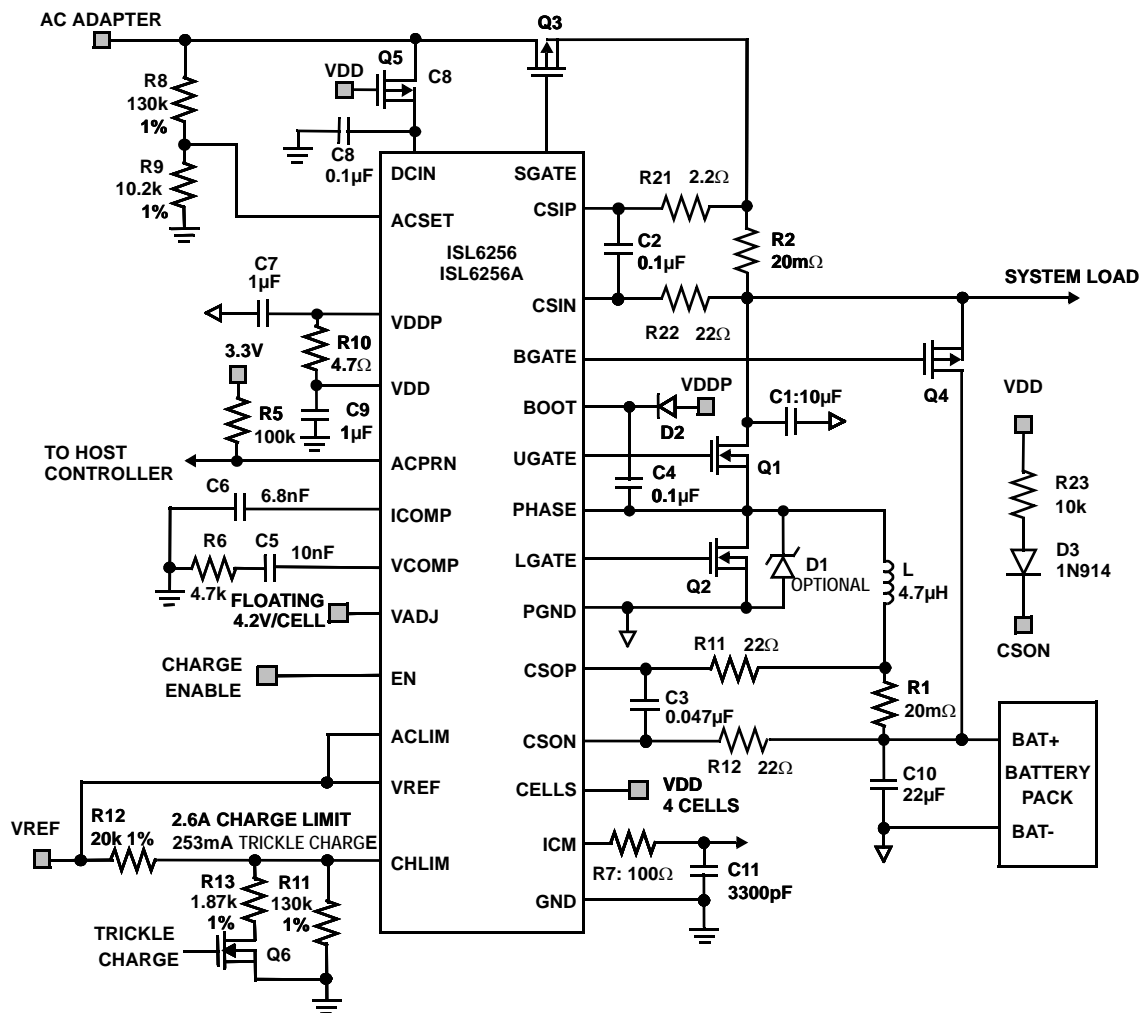 AC ADAPTER
Q3
Q5
C8
VDD
R8
130k
1%
C8
0.1µF
R9
10.2k
1%
DCIN
SGATE
ACSET
CSIP
R21 2.2Ω
ISL6256
ISL6256A
C2
0.1µF
R2
20mΩ
CSIN
R22 22Ω
SYSTEM LOAD
C7
1µF
VDDP
R10
4.7Ω
BGATE
Q4
3.3V
VDD
R5
100k
C9
1µF
BOOT
VDDP
D2
C1:10µF
VDD
TO HOST
CONTROLLER
ACPRN
UGATE
Q1
C4
0.1µF
R23
10k
C6
6.8nF
ICOMP
PHASE
R6
4.7k
C5
10nF
VCOMP
LGATE
Q2
D1
OPTIONAL
L
4.7µH
D3
1N914
FLOATING
4.2V/CELL
VADJ
PGND
CSON
CHARGE
ENABLE
EN
CSOP
R11 22Ω
C3
0.047µF
R1
20mΩ
ACLIM
CSON
R12 22Ω
BAT+
BATTERY
PACK
BAT-
VREF
CELLS
VDD
4 CELLS
C10
22µF
VREF
R12
20k 1%
2.6A CHARGE LIMIT
253mA TRICKLE CHARGE
CHLIM
ICM
R7: 100Ω
C11
3300pF
R13
1.87k
1%
R11
130k
1%
GND
TRICKLE
CHARGE
Q6